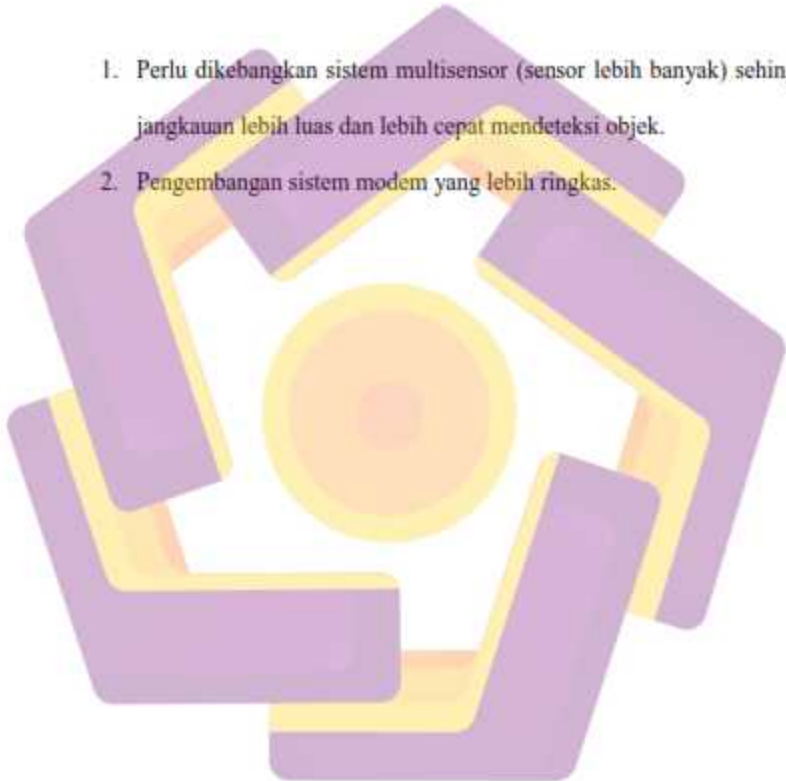 1. Perlu dikebangkan sistem multisensor (sensor lebih banyak) sehin
jangkauan lebih luas dan lebih cepat mendeteksi objek.
2. Pengembangan sistem modem yang lebih ringkas.